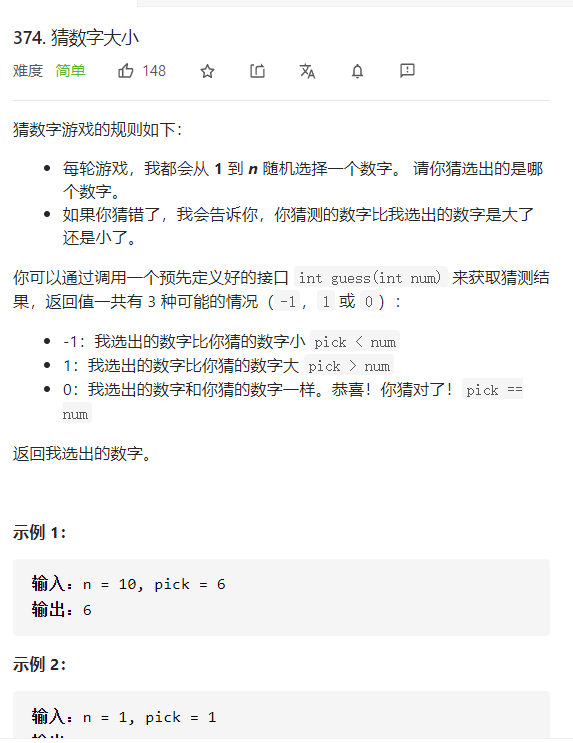 374. 猜数字大小
难度 简单 148
猜数字游戏的规则如下：
每轮游戏，我都会从 1 到 n 随机选择一个数字。 请你猜选出的是哪
个数字。
如果你猜错了，我会告诉你，你猜测的数字比我选出的数字是大了
还是小了。
你可以通过调用一个预先定义好的接口 int guess(int num) 来获取猜测结
果，返回值一共有 3 种可能的情况（-1，1 或 0）：
-1：我选出的数字比你猜的数字小 pick < num
1：我选出的数字比你猜的数字大 pick > num
0：我选出的数字和你猜的数字一样。恭喜！你猜对了！pick ==
num
返回我选出的数字。
示例 1：
输入：n = 10, pick = 6
输出：6
示例 2：
输入：n = 1, pick = 1